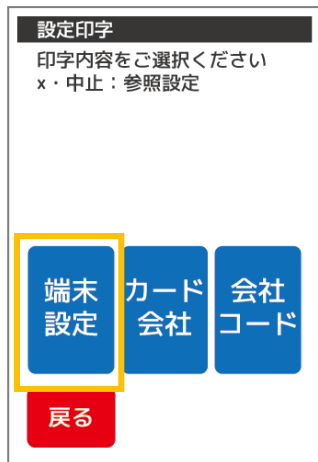 設定印字
印字内容をご選択ください
x・中止：参照設定
端末
設定
カード
会社
会社
コード
戻る